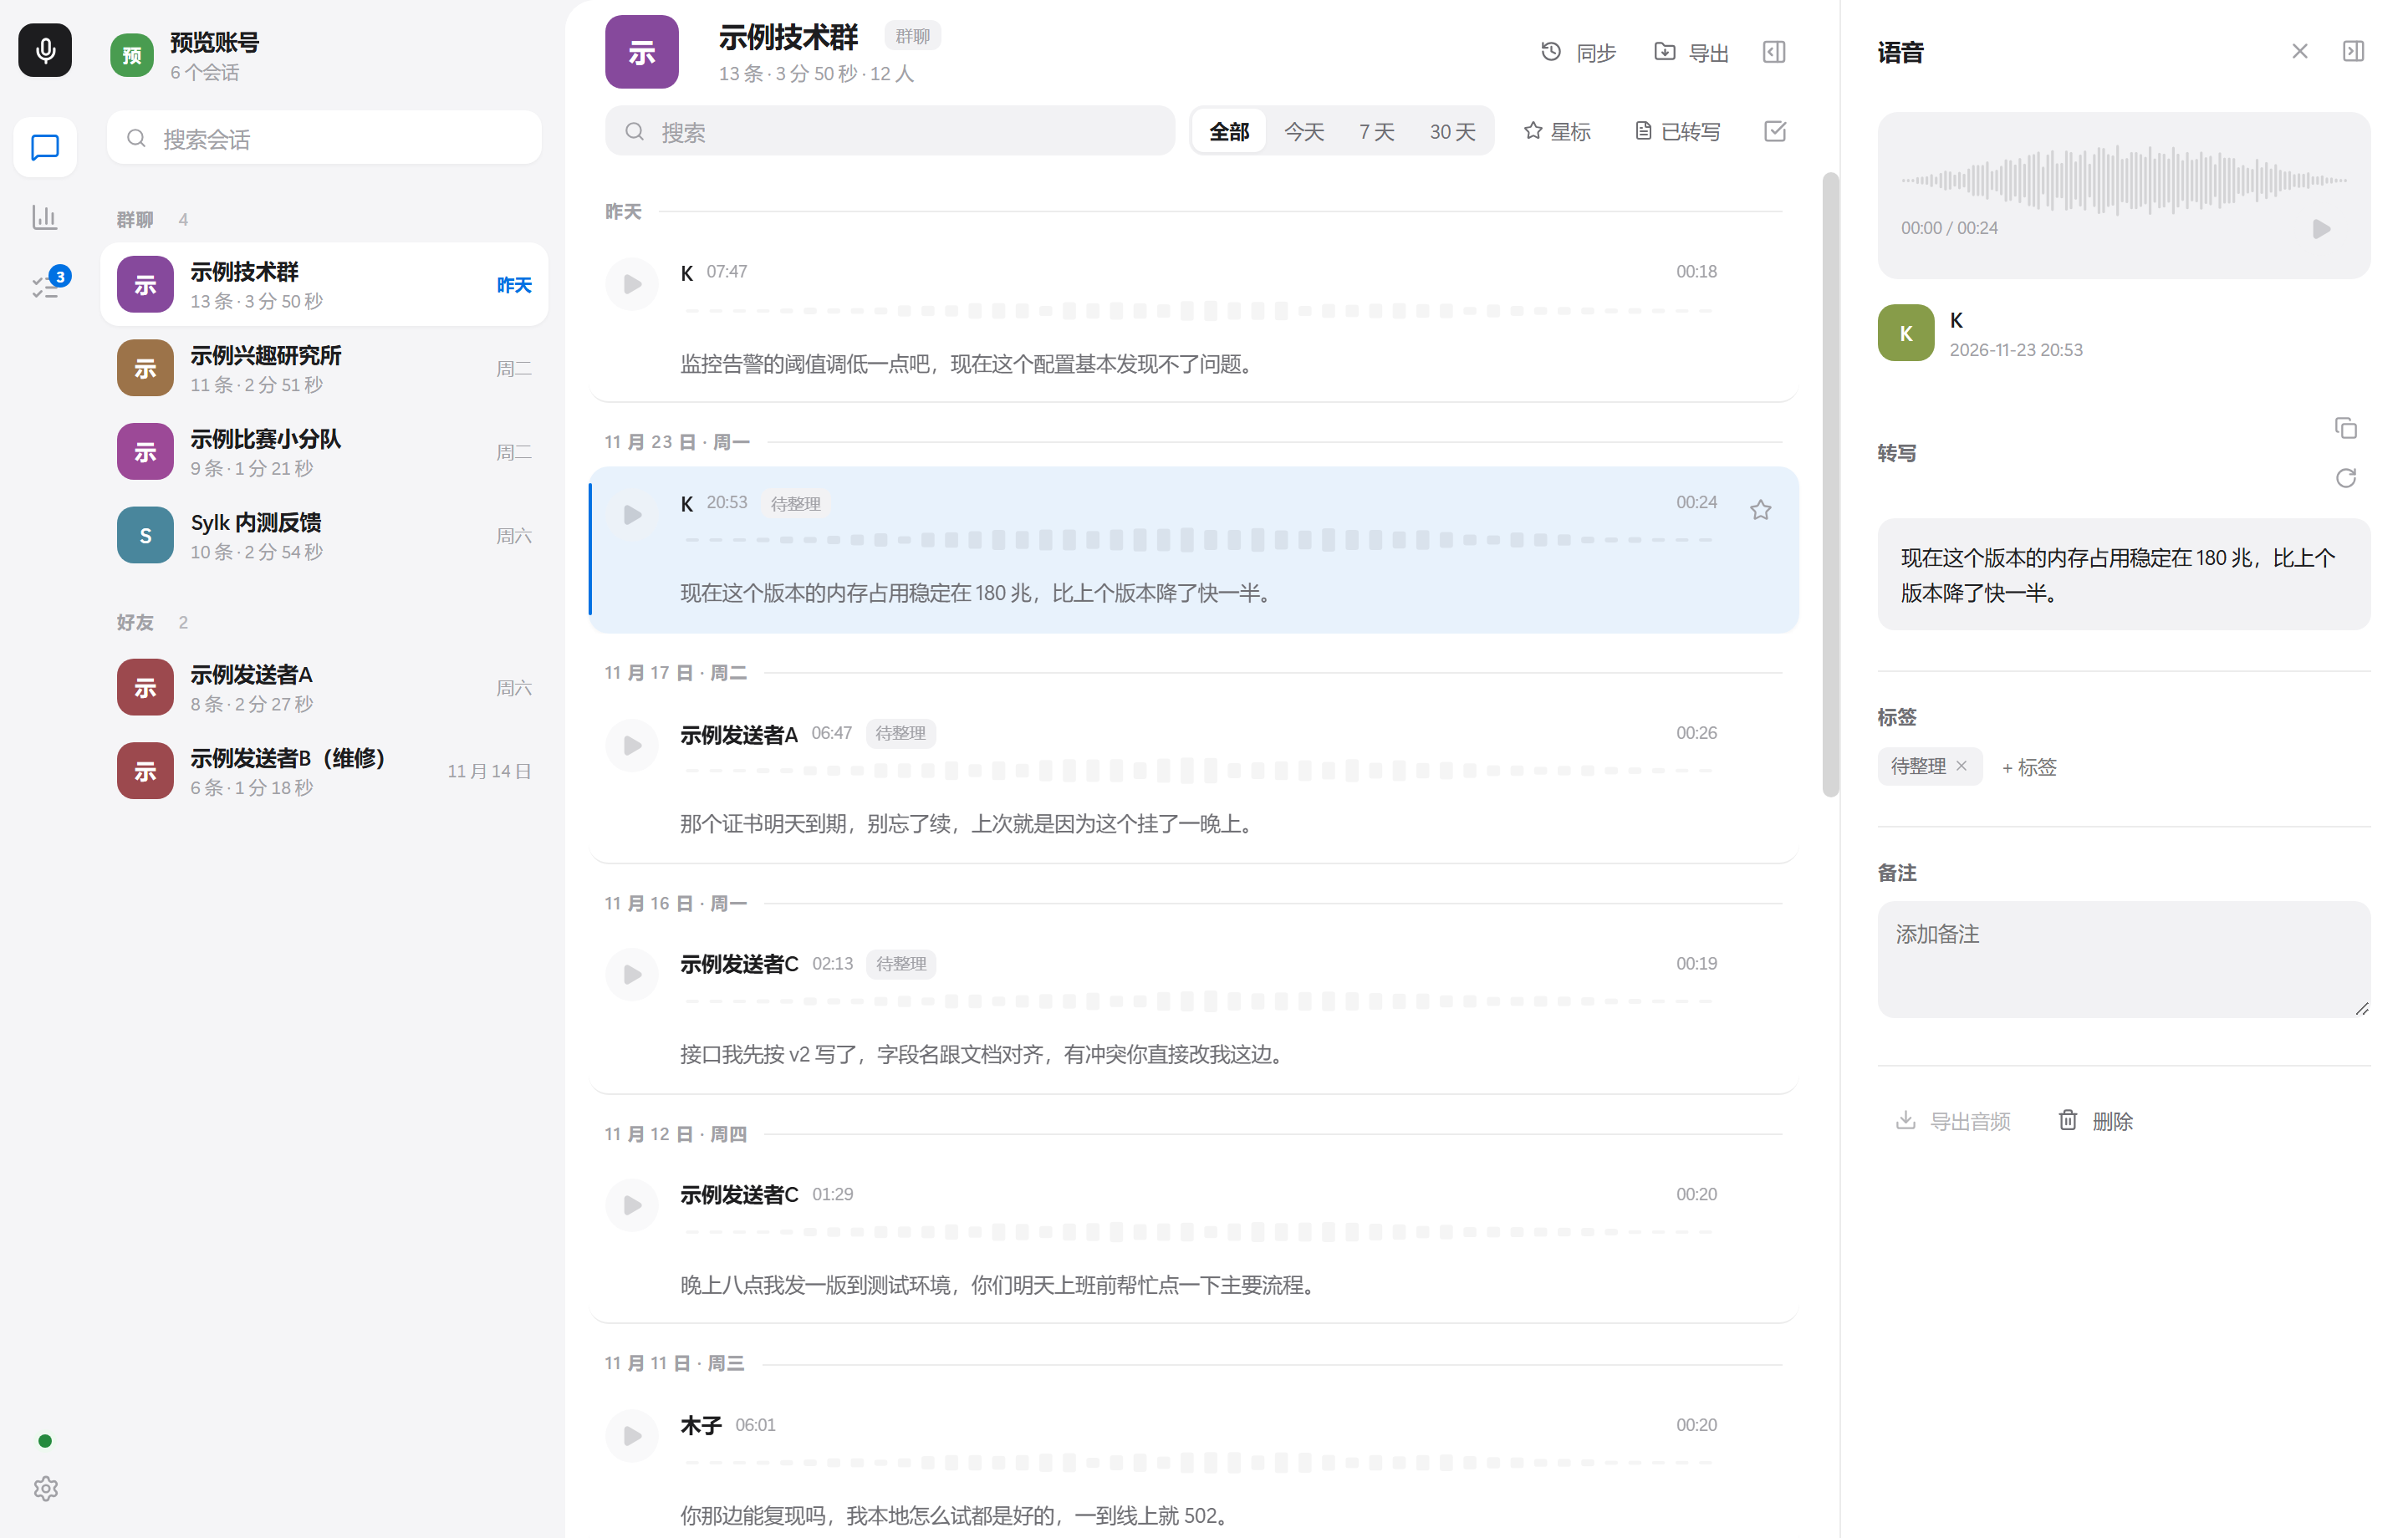 预
预览账号
6 个会话
搜索会话
3
群聊 4
示
示例技术群
13 条 · 3 分 50 秒
昨天
示
示例兴趣研究所
11 条 · 2 分 51 秒
周二
示
示例比赛小分队
9 条 · 1 分 21 秒
周二
S
Sylk 内测反馈
10 条 · 2 分 54 秒
周六
好友 2
示
示例发送者A
8 条 · 2 分 27 秒
周六
示
示例发送者B（维修）
6 条 · 1 分 18 秒
11 月 14 日
示
示例技术群 群聊
13 条 · 3 分 50 秒 · 12 人
同步 导出
搜索
全部 今天 7 天 30 天 星标 已转写
昨天
K 07:47 00:18
监控告警的阈值调低一点吧，现在这个配置基本发现不了问题。
11 月 23 日 · 周一
K 20:53 待整理 00:24
现在这个版本的内存占用稳定在 180 兆，比上个版本降了快一半。
11 月 17 日 · 周二
示例发送者A 06:47 待整理 00:26
那个证书明天到期，别忘了续，上次就是因为这个挂了一晚上。
11 月 16 日 · 周一
示例发送者C 02:13 待整理 00:19
接口我先按 v2 写了，字段名跟文档对齐，有冲突你直接改我这边。
11 月 12 日 · 周四
示例发送者C 01:29 00:20
晚上八点我发一版到测试环境，你们明天上班前帮忙点一下主要流程。
11 月 11 日 · 周三
木子 06:01 00:20
你那边能复现吗，我本地怎么试都是好的，一到线上就 502。
语音
00:00 / 00:24
K
K
2026-11-23 20:53
转写
现在这个版本的内存占用稳定在 180 兆，比上个
版本降了快一半。
标签
待整理 × + 标签
备注
添加备注
导出音频 删除